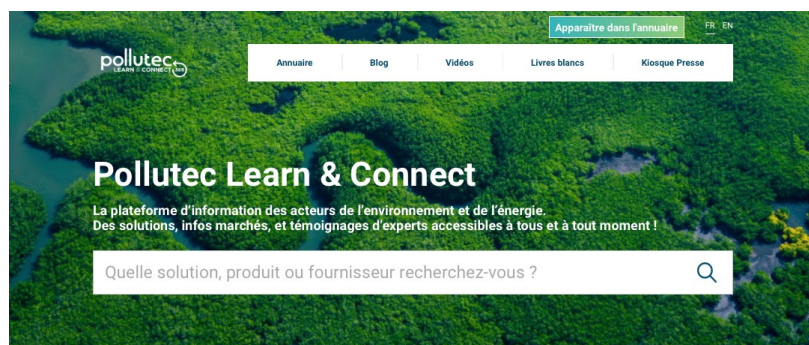 Apparaître dans l'annuaire
FR EN
pollutec
LEARN & CONNECT 365
Annuaire Blog Vidéos Livres blancs Kiosque Presse
Pollutec Learn & Connect
La plateforme d'information des acteurs de l'environnement et de l'énergie.
Des solutions, infos marchés, et témoignages d'experts accessibles à tous et à tout moment !
Quelle solution, produit ou fournisseur recherchez-vous ?